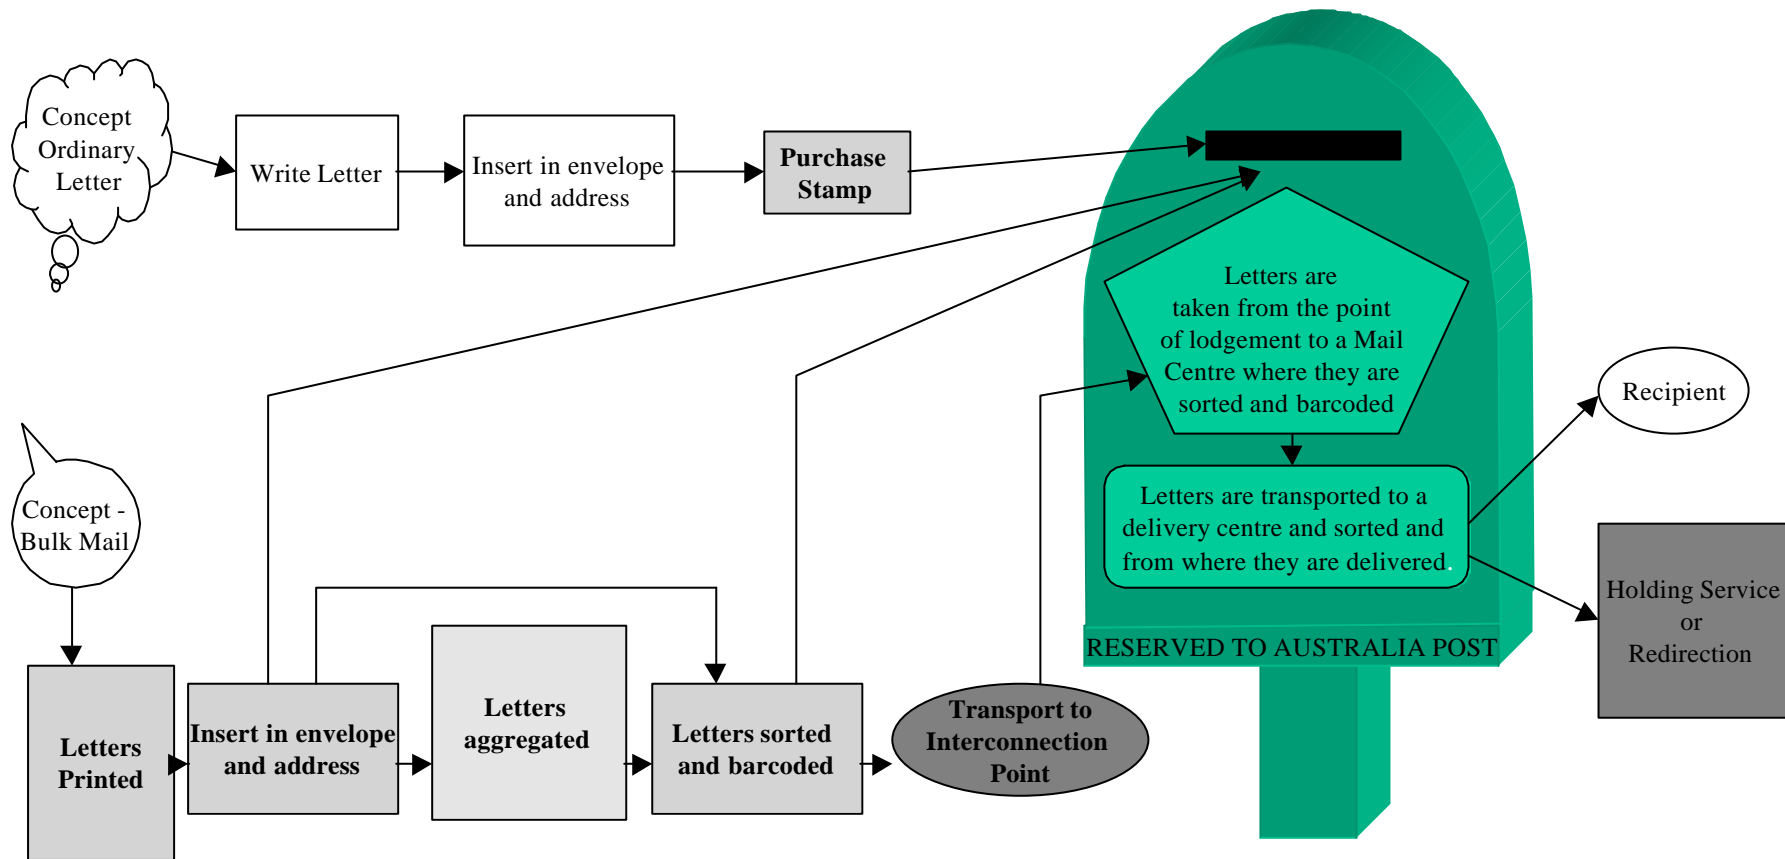 Concept
Ordinary
Letter
Write Letter
Insert in envelope
and address
Purchase
Stamp
Letters are
taken from the point
of lodgement to a Mail
Centre where they are
sorted and barcoded
Recipient
Letters are transported to a
delivery centre and sorted and
from where they are delivered.
Holding Service
or
Redirection
RESERVED TO AUSTRALIA POST
Concept -
Bulk Mail
Letters
Printed
Insert in envelope
and address
Letters
aggregated
Letters sorted
and barcoded
Transport to
Interconnection
Point